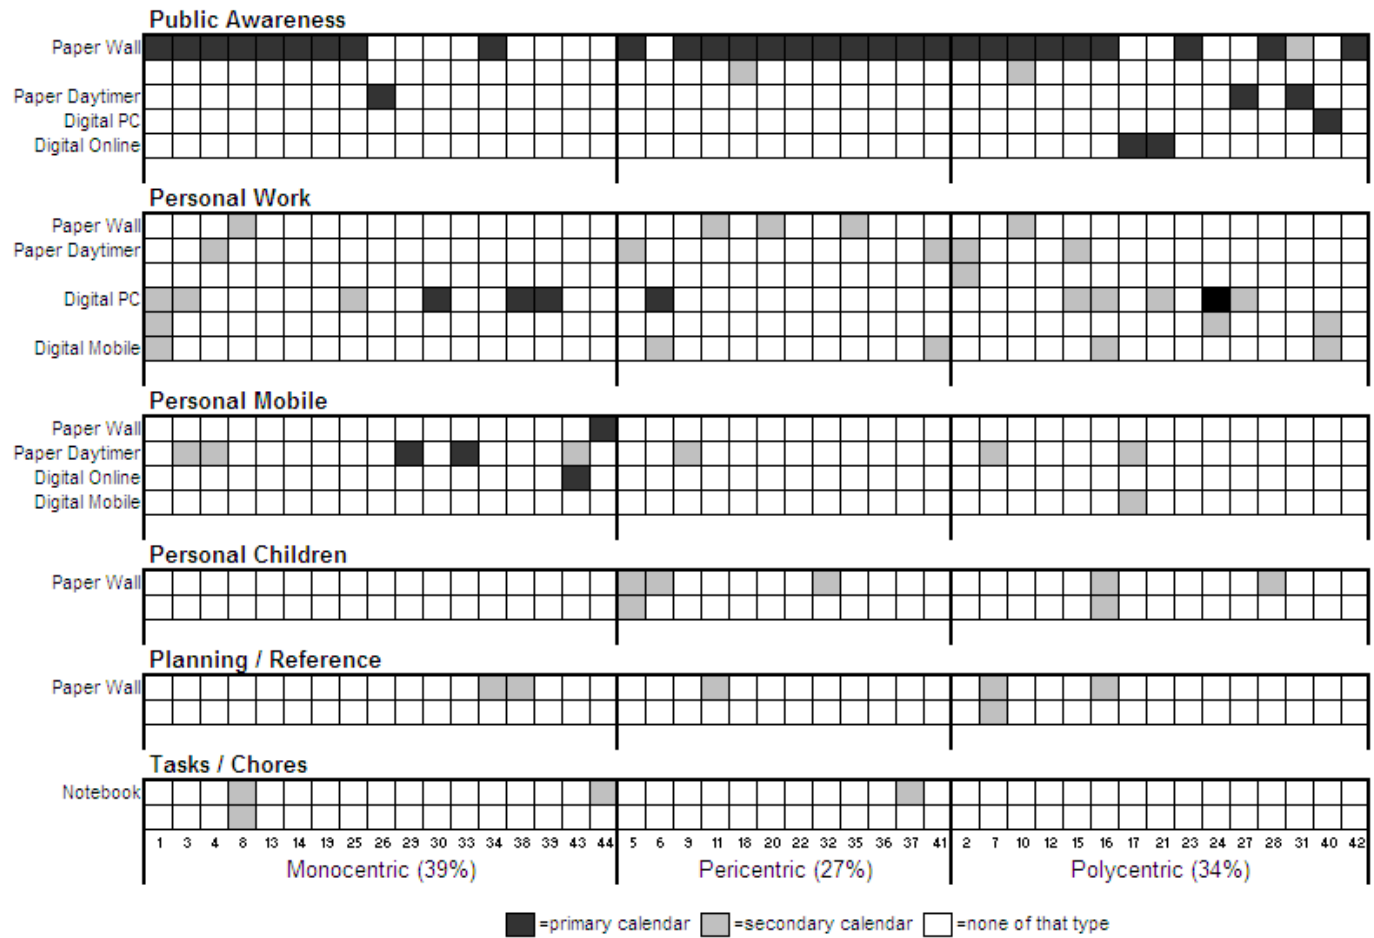 Public Awareness
Paper Wall
Paper Daytimer
Digital PC
Digital Online
Personal Work
Paper Wall
Paper Daytimer
Digital PC
Digital Mobile
Personal Mobile
Paper Wall
Paper Daytimer
Digital Online
Digital Mobile
Personal Children
Paper Wall
Planning / Reference
Paper Wall
Tasks / Chores
Notebook
1 3 4 8 13 14 19 25 26 29 30 33 34 38 39 43 44 5 6 9 11 18 20 22 32 35 36 37 41 2 7 10 12 15 16 17 21 23 24 27 28 31 40 42
Monocentric (39%) Pericentric (27%) Polycentric (34%)
=primary calendar =secondary calendar =none of that type